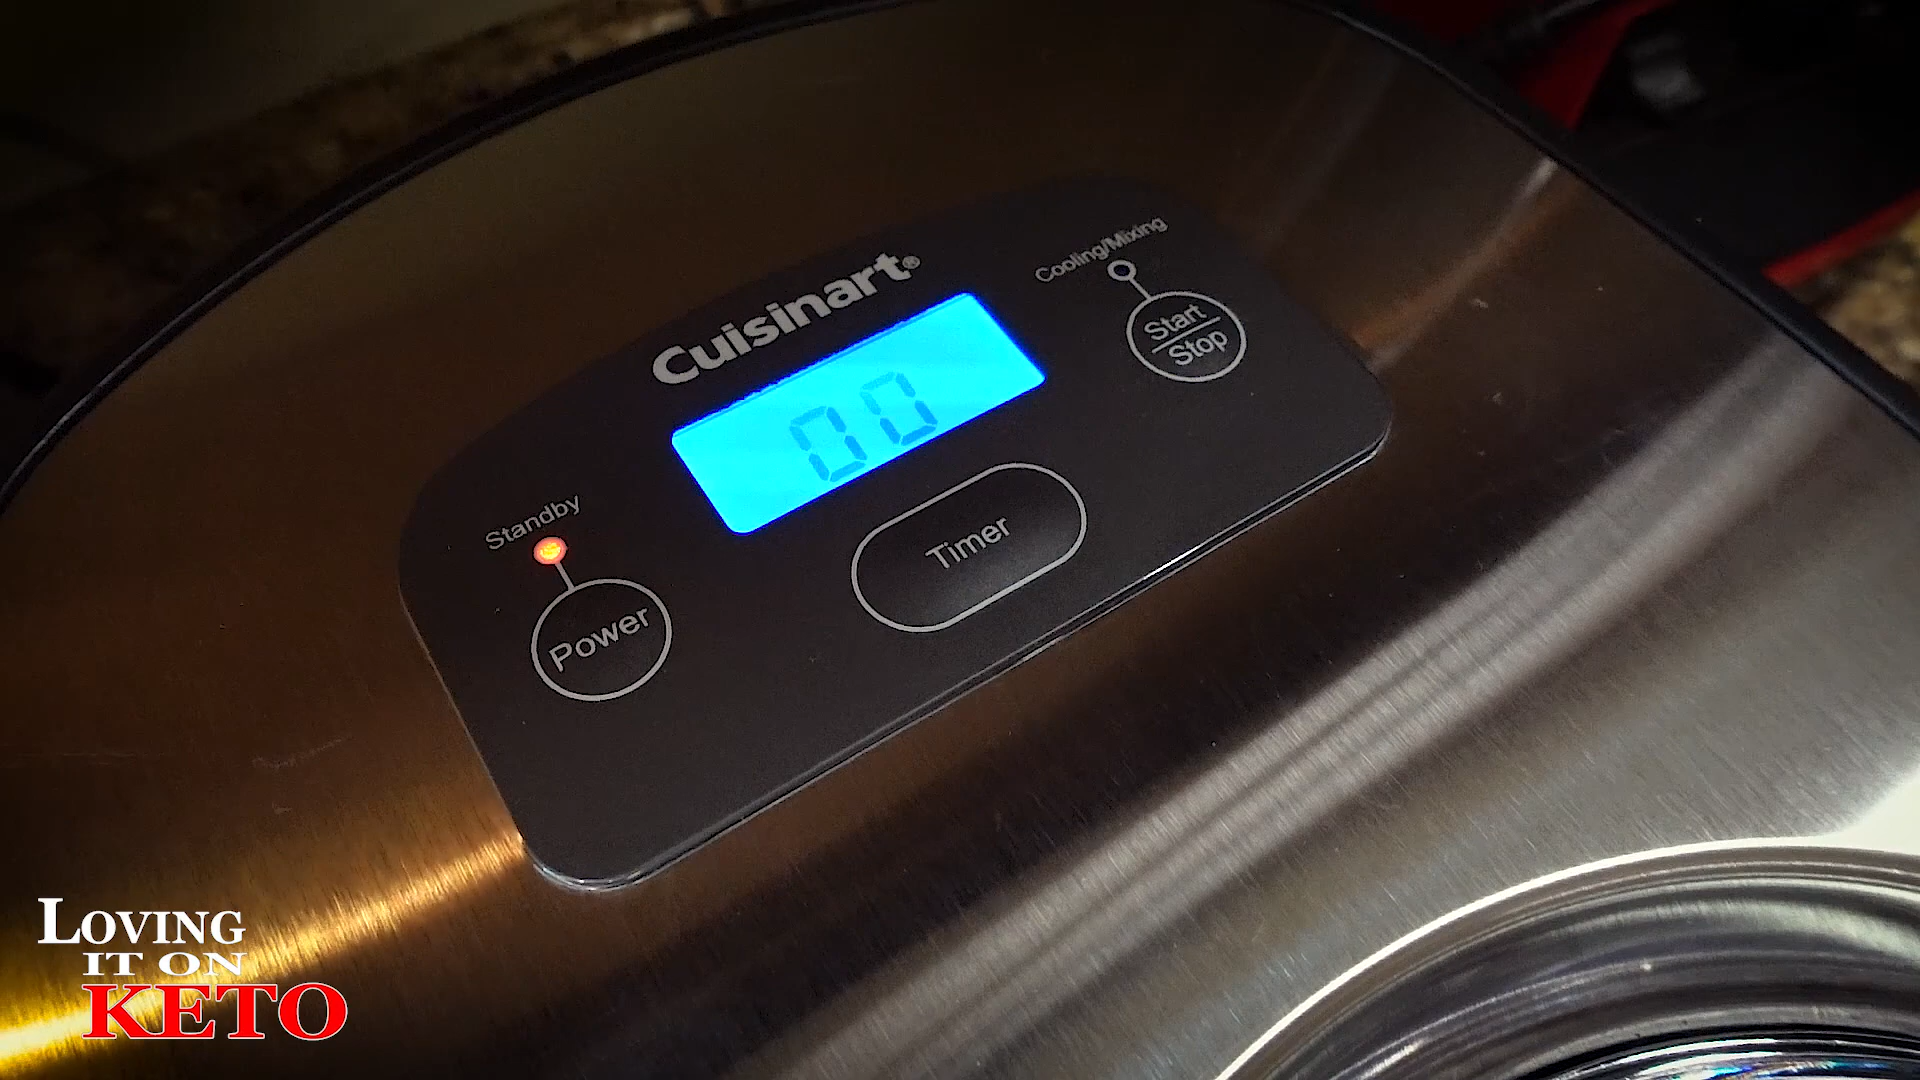 Cuisinart®
00
Cooling/Mixing
Start
Stop
Standby
Power
Timer
LOVING
IT ON
KETO